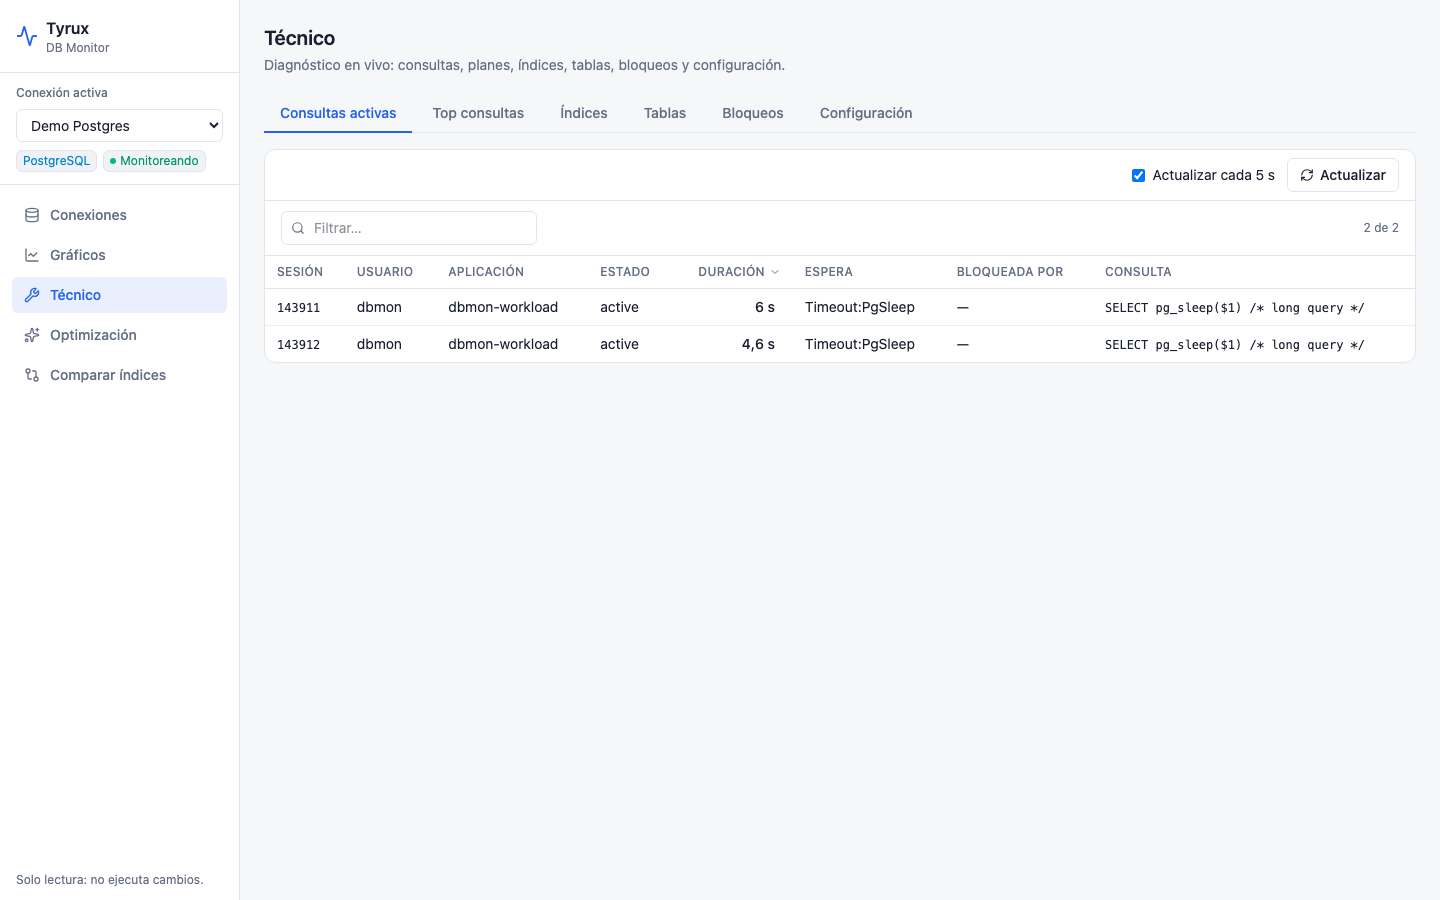 Tyrux
DB Monitor
Conexión activa
Demo Postgres
PostgreSQL
Monitoreando
Conexiones
Gráficos
Técnico
Optimización
Comparar índices
Solo lectura: no ejecuta cambios.
Técnico
Diagnóstico en vivo: consultas, planes, índices, tablas, bloqueos y configuración.
Consultas activas Top consultas Índices Tablas Bloqueos Configuración
Actualizar cada 5 s Actualizar
Filtrar... 2 de 2
SESIÓN USUARIO APLICACIÓN ESTADO DURACIÓN ESPERA BLOQUEADA POR CONSULTA
143911 dbmon dbmon-workload active 6 s Timeout:PgSleep — SELECT pg_sleep($1) /* long query */
143912 dbmon dbmon-workload active 4,6 s Timeout:PgSleep — SELECT pg_sleep($1) /* long query */